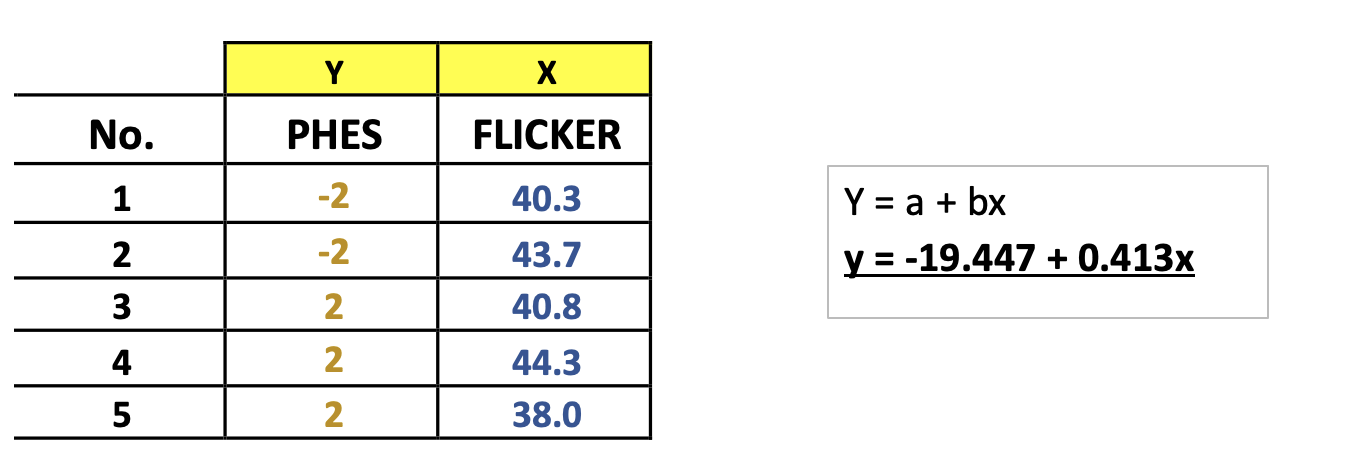 Y X
No. PHES FLICKER
1 -2 40.3
2 -2 43.7
3 2 40.8
4 2 44.3
5 2 38.0
Y = a + bx
y = -19.447 + 0.413x